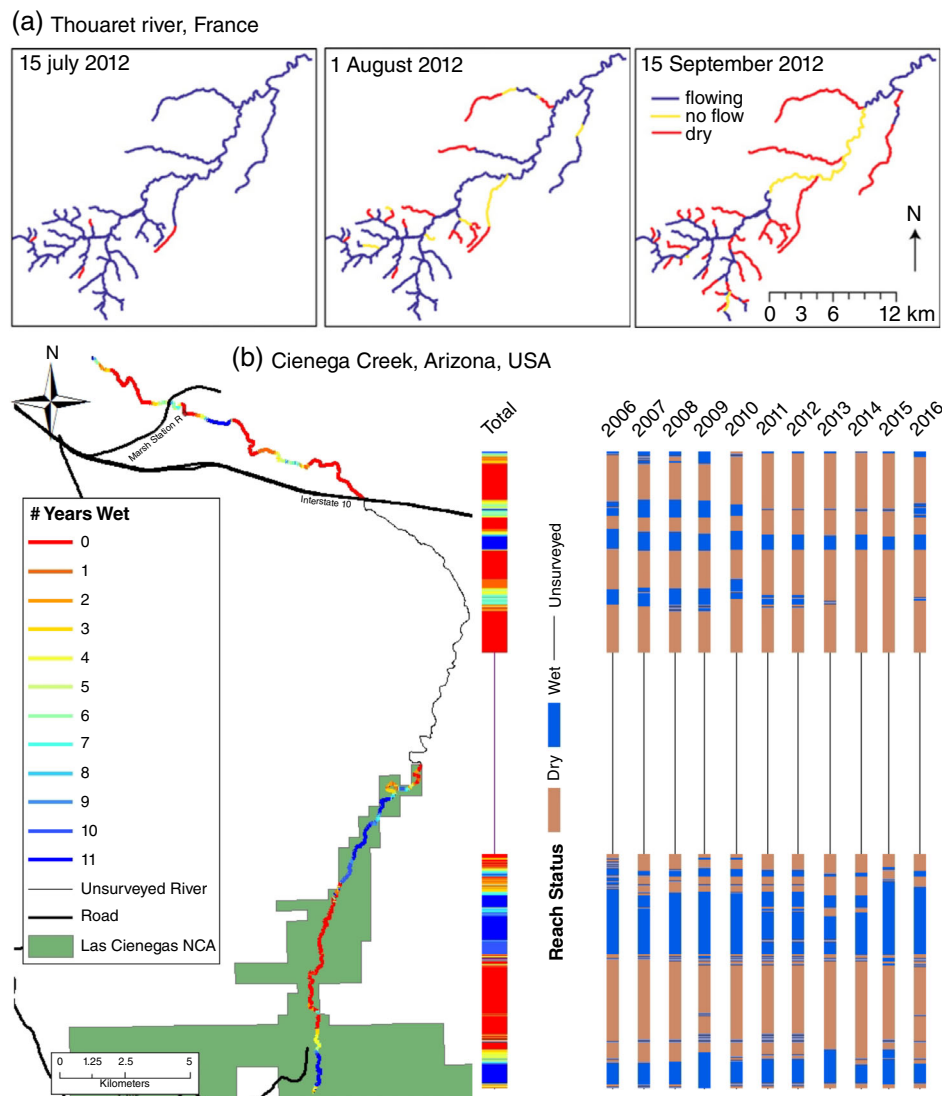 (a) Thouaret river, France
15 july 2012
1 August 2012
15 September 2012
flowing
no flow
dry
N
0 3 6 12 km
(b) Cienega Creek, Arizona, USA
N
Marsh Station R
Interstate 10
# Years Wet
0
1
2
3
4
5
6
7
8
9
10
11
Unsurveyed River
Road
Las Cienegas NCA
0 1.25 2.5 5
Kilometers
Total
Reach Status Dry Wet Unsurveyed
2006 2007 2008 2009 2010 2011 2012 2013 2014 2015 2016